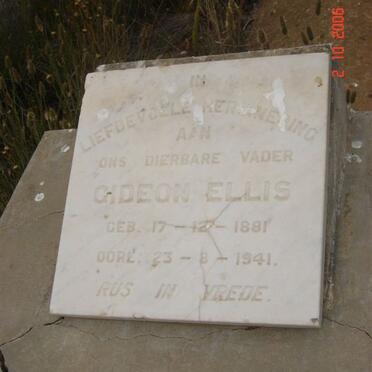 IN
LIEFDEVOLLE HERINNERING
AAN
ONS DIERBARE VADER
GIDEON ELLIS
GEB. 17-12-1881
OORL. 23-8-1941.
RUS IN VREDE.
2 10 2006